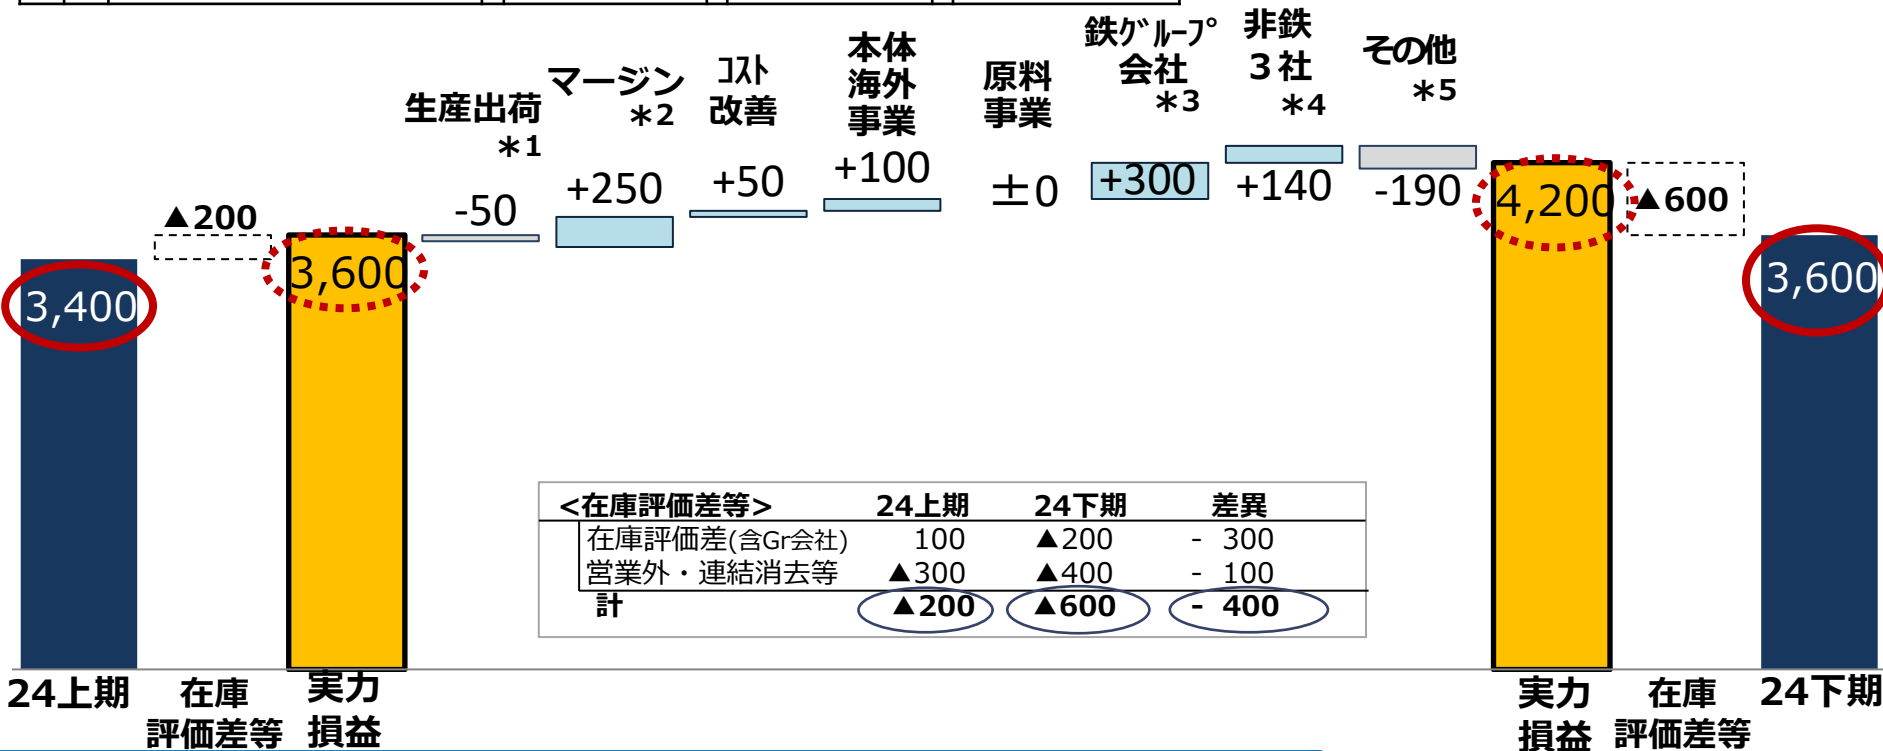 生産出荷
*1
-50
マージン
*2
+250
コスト
改善
+50
本体
海外
事業
+100
原料
事業
±0
鉄グループ
会社
*3
+300
非鉄
3社
*4
+140
その他
*5
-190
3,400
▲200
3,600
4,200
▲600
3,600
<在庫評価差等> 24上期 24下期 差異
在庫評価差(含Gr会社) 100 ▲200 - 300
営業外・連結消去等 ▲300 ▲400 - 100
計 ▲200 ▲600 - 400
24上期
在庫
評価差等
実力
損益
実力
損益
在庫
評価差等
24下期